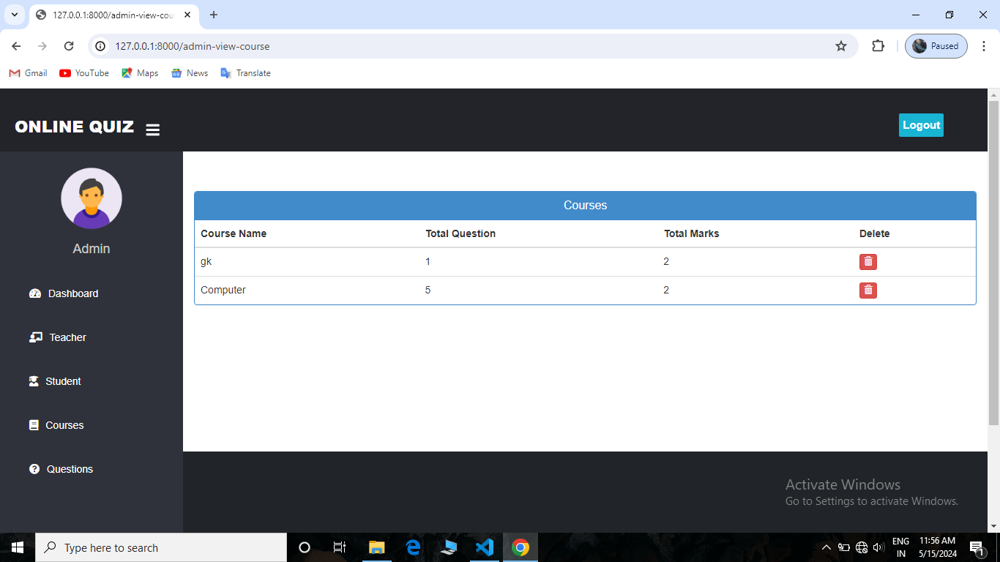 127.0.0.1:8000/admin-view-cou
127.0.0.1:8000/admin-view-course
Paused
Gmail YouTube Maps News Translate
ONLINE QUIZ
Logout
Admin
Dashboard
Teacher
Student
Courses
Questions
Courses
Course Name Total Question Total Marks Delete
gk 1 2
Computer 5 2
Activate Windows
Go to Settings to activate Windows.
Type here to search
ENG
IN
11:56 AM
5/15/2024
1